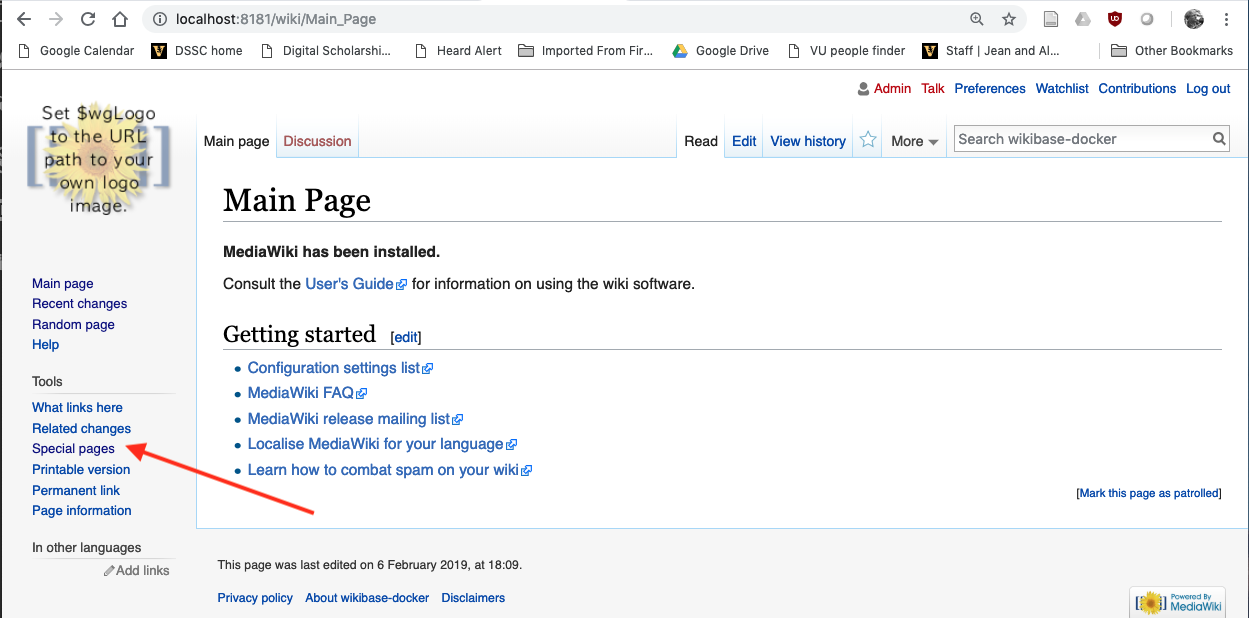 localhost:8181/wiki/Main_Page
Google Calendar DSSC home Digital Scholarshi... Heard Alert Imported From Fir... Google Drive VU people finder Staff | Jean and Al... Other Bookmarks
Admin Talk Preferences Watchlist Contributions Log out
Set $wgLogo
to the URL
path to your
own logo
image.
Main page Discussion Read Edit View history More Search wikibase-docker
Main Page
MediaWiki has been installed.
Consult the User's Guide for information on using the wiki software.
Getting started [edit]
Configuration settings list
MediaWiki FAQ
MediaWiki release mailing list
Localise MediaWiki for your language
Learn how to combat spam on your wiki
[Mark this page as patrolled]
Main page
Recent changes
Random page
Help
Tools
What links here
Related changes
Special pages
Printable version
Permanent link
Page information
In other languages
Add links
This page was last edited on 6 February 2019, at 18:09.
Privacy policy About wikibase-docker Disclaimers
Powered By
MediaWiki